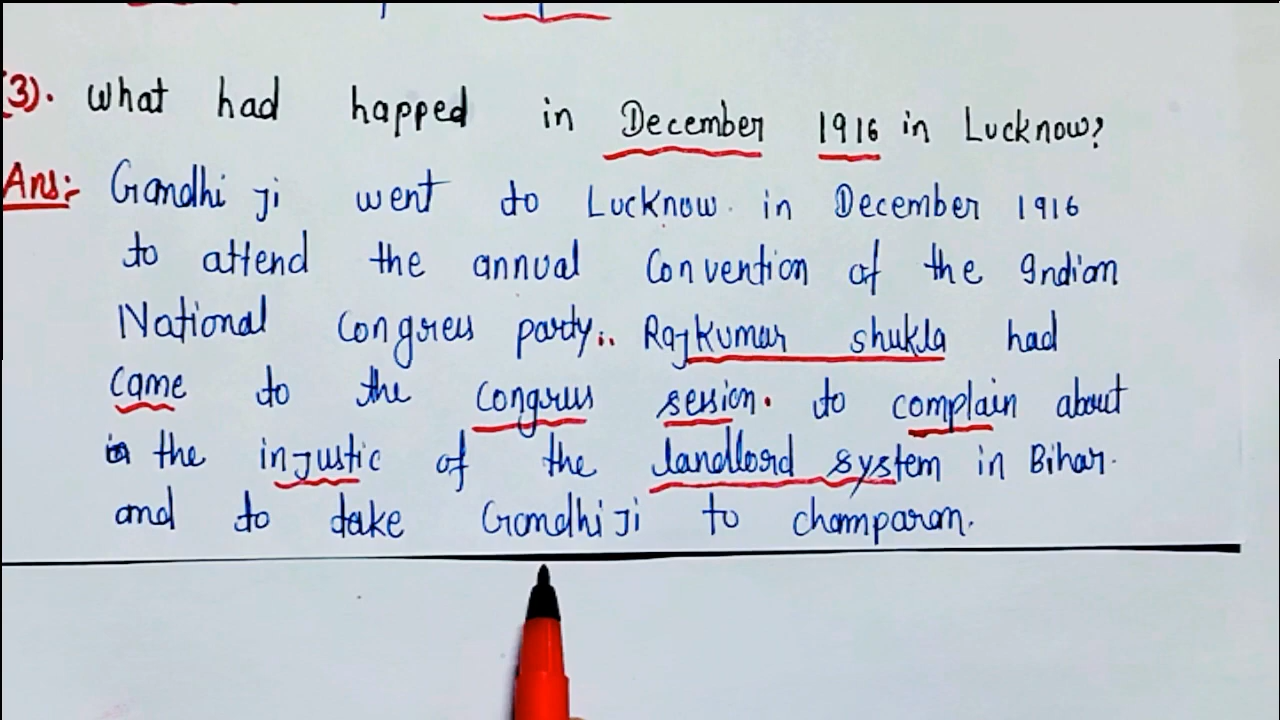 (3). What had happed in December 1916 in Lucknow?
Ans:- Gandhi Ji went to Lucknow. in December 1916
to attend the annual Convention of the Indian
National Congress party.. Rajkumar shukla had
Came to the Congress session. to complain about
the injustic of the landlord system in Bihar.
and to take Gandhi Ji to champaran.